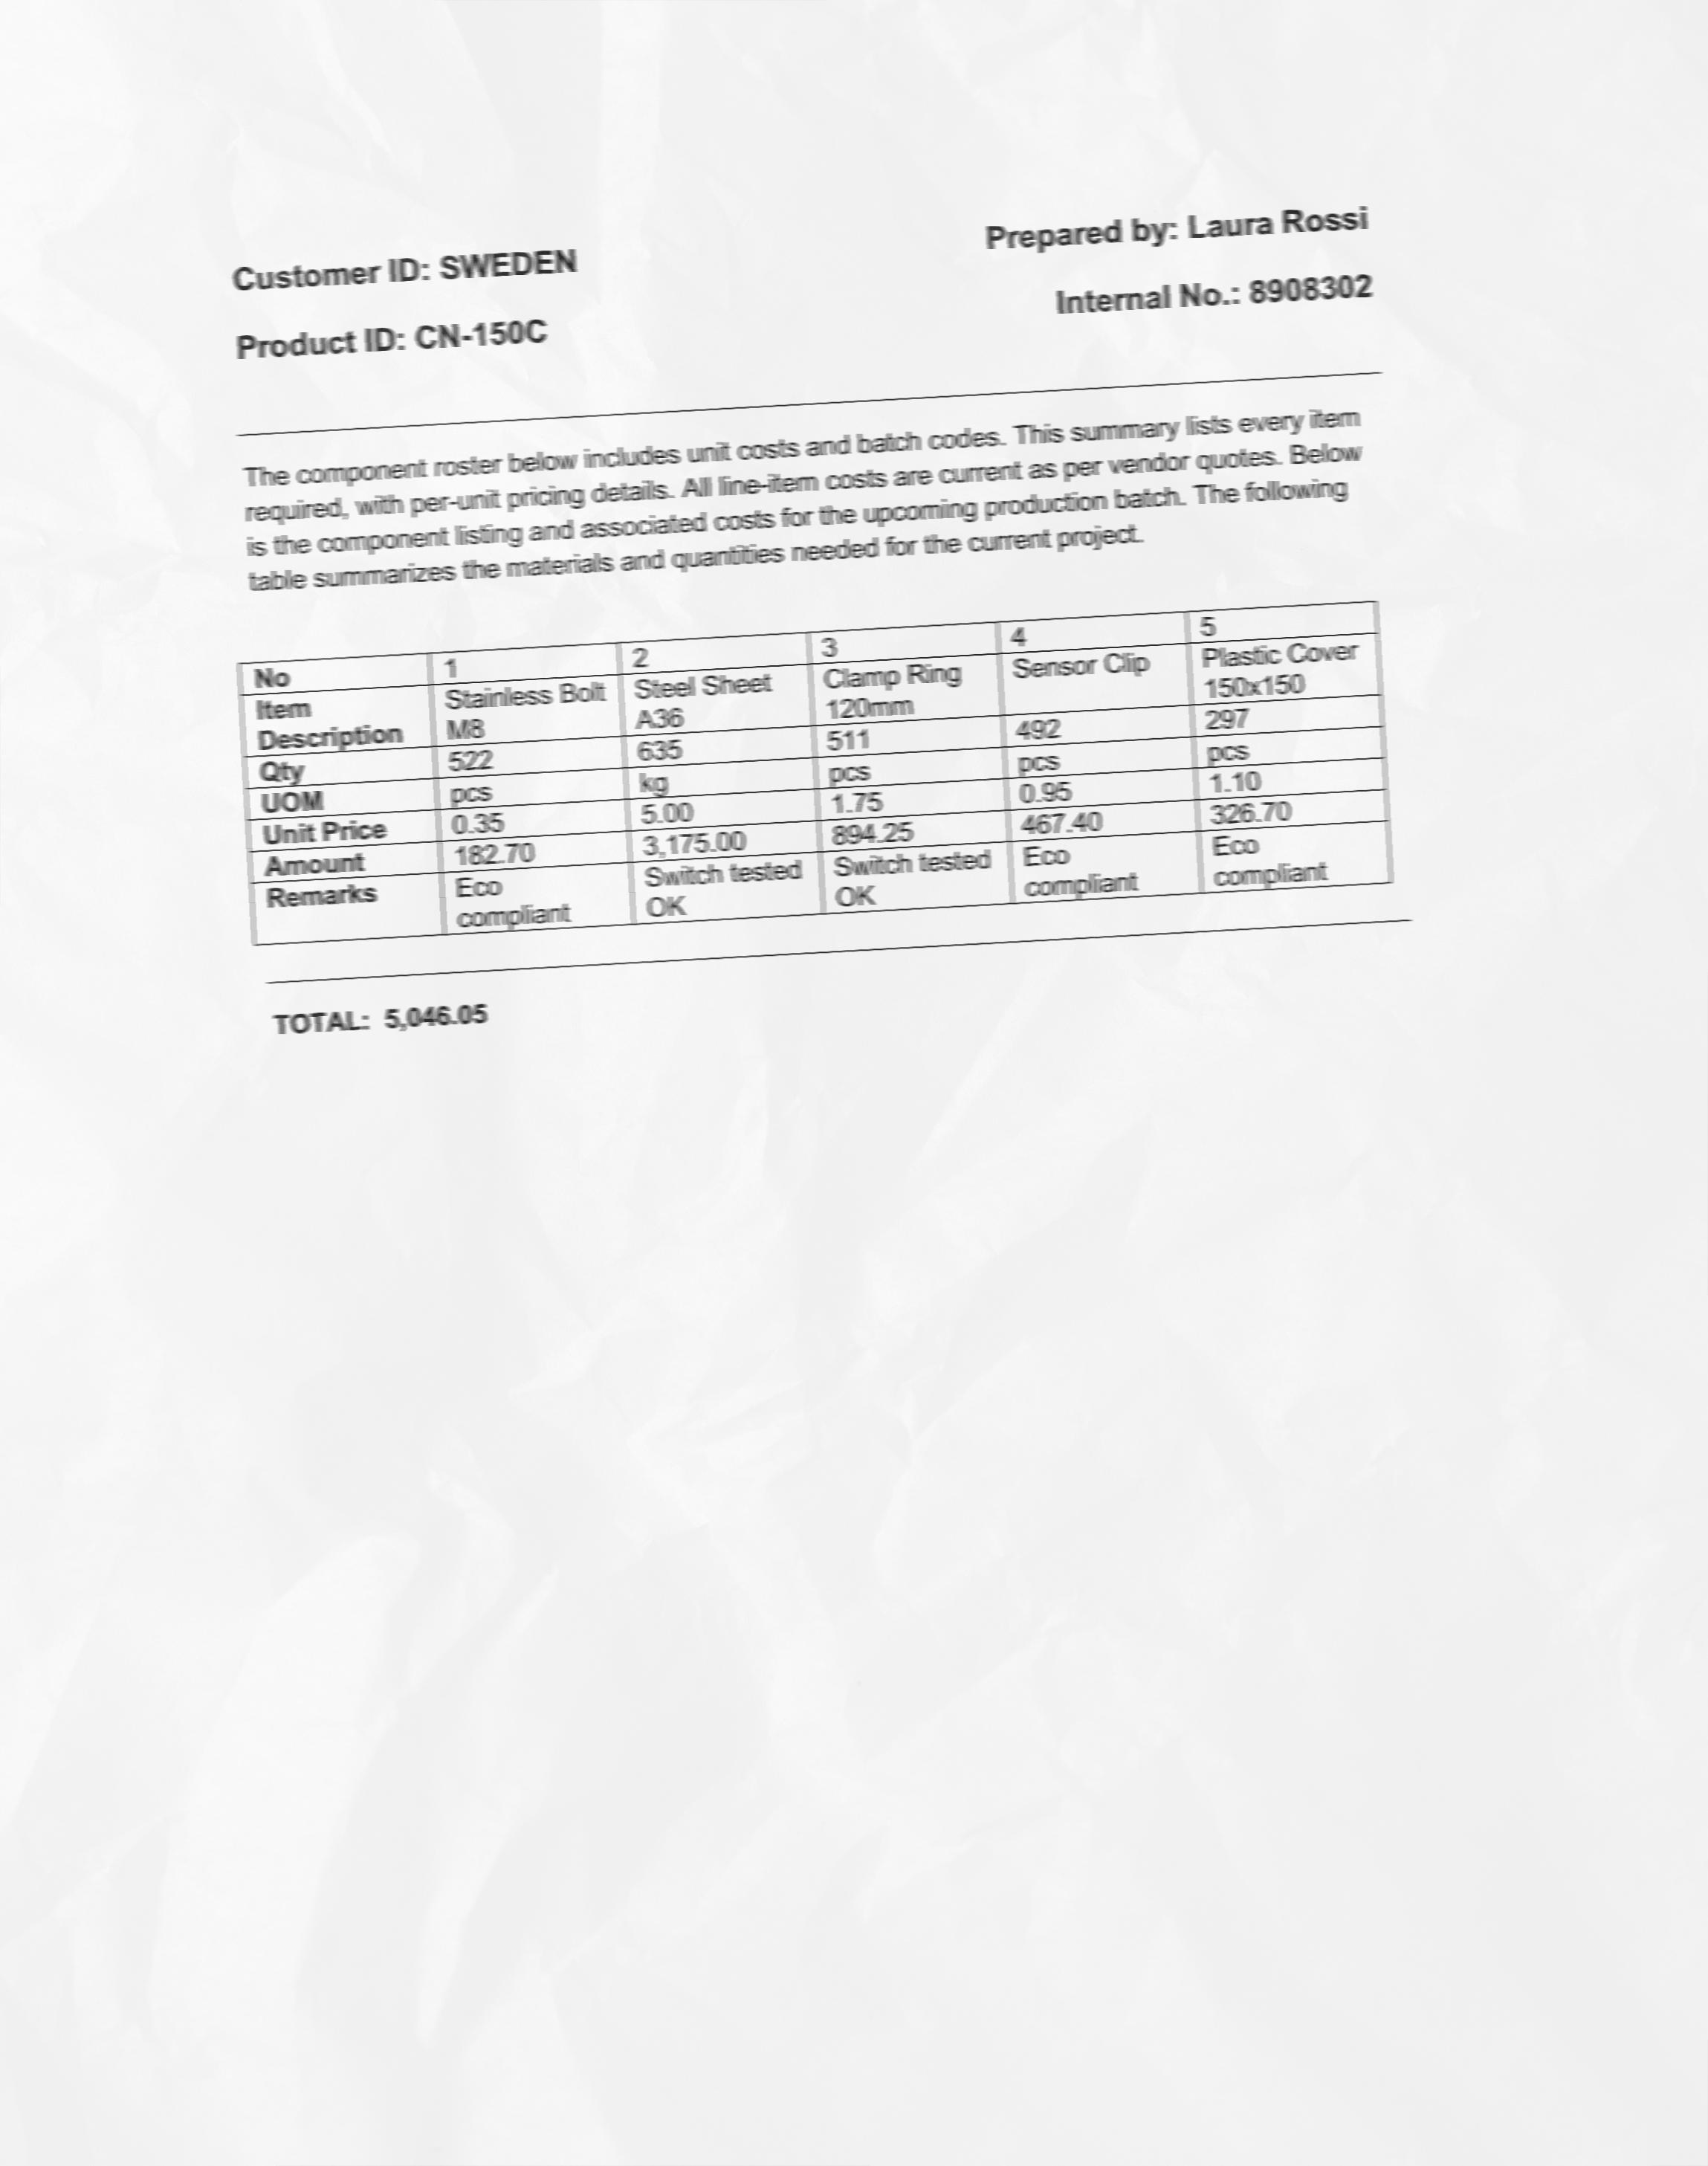 Customer ID: SWEDEN
Prepared by: Laura Rossi
Product ID: CN-150C
Internal No.: 8908302
The component roster below includes unit costs and batch codes. This summary lists every item
required, with per-unit pricing details. All line-item costs are current as per vendor quotes. Below
is the component listing and associated costs for the upcoming production batch. The following
table summarizes the materials and quantities needed for the current project.
No 1 2 3 4 5
Item Stainless Bolt Steel Sheet Clamp Ring Sensor Clip Plastic Cover
Description M8 A36 120mm 150x150
Qty 522 635 511 492 297
UOM pcs kg pcs pcs pcs
Unit Price 0.35 5.00 1.75 0.95 1.10
Amount 182.70 3,175.00 894.25 467.40 326.70
Remarks Eco Switch tested Switch tested Eco Eco
compliant OK OK compliant compliant
TOTAL: 5,046.05